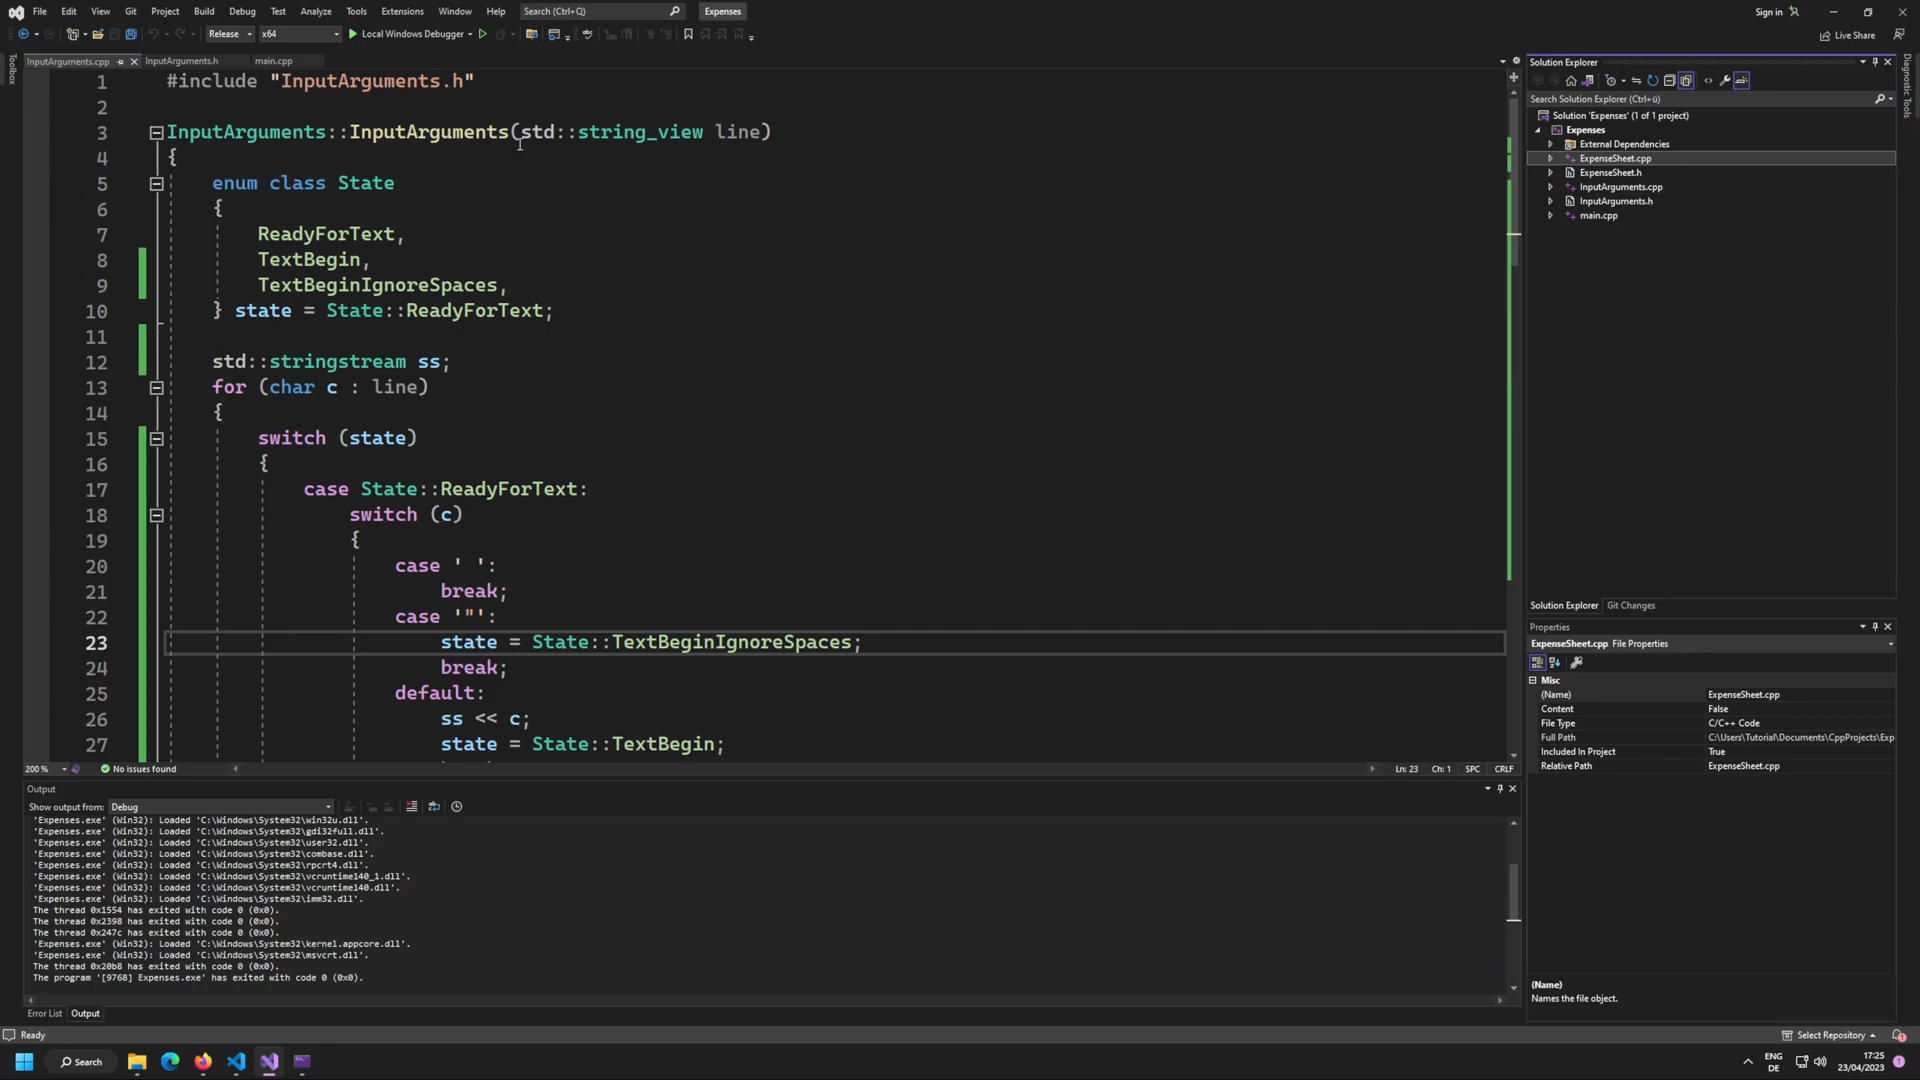 File Edit View Git Project Build Debug Test Analyze Tools Extensions Window Help Search (Ctrl+Q) Expenses Sign in
Release x64 Local Windows Debugger Live Share
Toolbox
InputArguments.cpp InputArguments.h main.cpp
1 #include "InputArguments.h"
2
3 InputArguments::InputArguments(std::string_view line)
4 {
5 enum class State
6 {
7 ReadyForText,
8 TextBegin,
9 TextBeginIgnoreSpaces,
10 } state = State::ReadyForText;
11
12 std::stringstream ss;
13 for (char c : line)
14 {
15 switch (state)
16 {
17 case State::ReadyForText:
18 switch (c)
19 {
20 case ' ':
21 break;
22 case '"':
23 state = State::TextBeginIgnoreSpaces;
24 break;
25 default:
26 ss << c;
27 state = State::TextBegin;
200 % No issues found Ln: 23 Ch: 1 SPC CRLF
Output
Show output from: Debug
'Expenses.exe' (Win32): Loaded 'C:\Windows\System32\win32u.dll'.
'Expenses.exe' (Win32): Loaded 'C:\Windows\System32\gdi32full.dll'.
'Expenses.exe' (Win32): Loaded 'C:\Windows\System32\user32.dll'.
'Expenses.exe' (Win32): Loaded 'C:\Windows\System32\combase.dll'.
'Expenses.exe' (Win32): Loaded 'C:\Windows\System32\rpcrt4.dll'.
'Expenses.exe' (Win32): Loaded 'C:\Windows\System32\vcruntime140_1.dll'.
'Expenses.exe' (Win32): Loaded 'C:\Windows\System32\vcruntime140.dll'.
'Expenses.exe' (Win32): Loaded 'C:\Windows\System32\imm32.dll'.
The thread 0x1554 has exited with code 0 (0x0).
The thread 0x2398 has exited with code 0 (0x0).
The thread 0x247c has exited with code 0 (0x0).
'Expenses.exe' (Win32): Loaded 'C:\Windows\System32\kernel.appcore.dll'.
'Expenses.exe' (Win32): Loaded 'C:\Windows\System32\msvcrt.dll'.
The thread 0x20b8 has exited with code 0 (0x0).
The program '[9768] Expenses.exe' has exited with code 0 (0x0).
Error List Output
Solution Explorer
Search Solution Explorer (Ctrl+ü)
Solution 'Expenses' (1 of 1 project)
Expenses
External Dependencies
ExpenseSheet.cpp
ExpenseSheet.h
InputArguments.cpp
InputArguments.h
main.cpp
Solution Explorer Git Changes
Properties
ExpenseSheet.cpp File Properties
Misc
(Name) ExpenseSheet.cpp
Content False
File Type C/C++ Code
Full Path C:\Users\Tutorial\Documents\CppProjects\Exp
Included In Project True
Relative Path ExpenseSheet.cpp
(Name)
Names the file object.
Diagnostic Tools
Ready Select Repository 1
Search ENG DE 17:25 23/04/2023 1